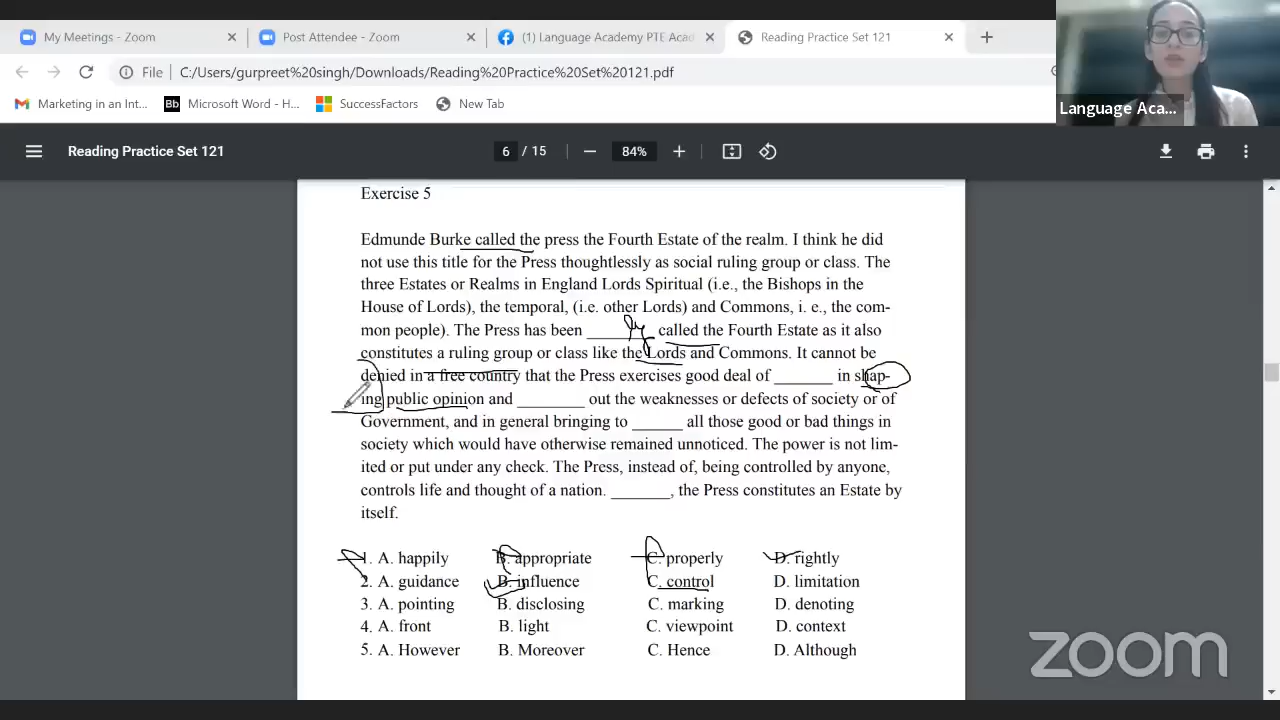 My Meetings - Zoom
Post Attendee - Zoom
(1) Language Academy PTE Acad
Reading Practice Set 121
File C:/Users/gurpreet%20singh/Downloads/Reading%20Practice%20Set%20121.pdf
Marketing in an Int...
Bb Microsoft Word - H...
SuccessFactors
New Tab
Language Aca...
Reading Practice Set 121
6 / 15
84%
Exercise 5
Edmunde Burke called the press the Fourth Estate of the realm. I think he did
not use this title for the Press thoughtlessly as social ruling group or class. The
three Estates or Realms in England Lords Spiritual (i.e., the Bishops in the
House of Lords), the temporal, (i.e. other Lords) and Commons, i. e., the com-
mon people). The Press has been _______ ly called the Fourth Estate as it also
constitutes a ruling group or class like the Lords and Commons. It cannot be
denied in a free country that the Press exercises good deal of _______ in shap-
ing public opinion and ________ out the weaknesses or defects of society or of
Government, and in general bringing to ______ all those good or bad things in
society which would have otherwise remained unnoticed. The power is not lim-
ited or put under any check. The Press, instead of, being controlled by anyone,
controls life and thought of a nation. _______, the Press constitutes an Estate by
itself.
1. A. happily B. appropriate C. properly D. rightly
2. A. guidance B. influence C. control D. limitation
3. A. pointing B. disclosing C. marking D. denoting
4. A. front B. light C. viewpoint D. context
5. A. However B. Moreover C. Hence D. Although
zoom